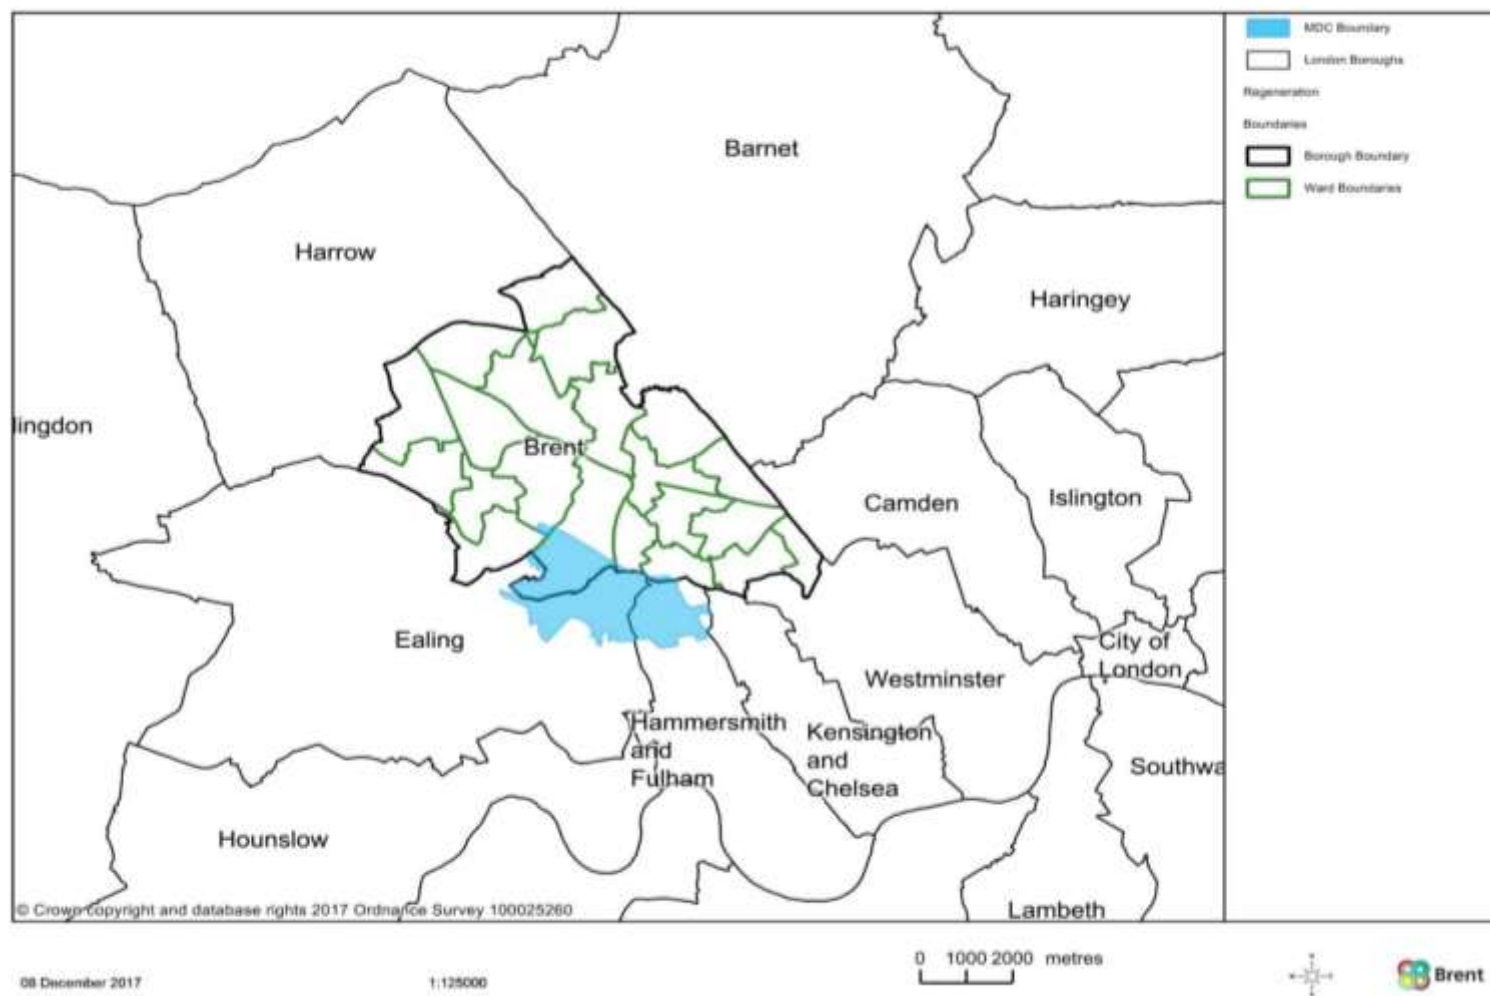 MDC Boundary
London Boroughs
Regeneration
Boundaries
Borough Boundary
Ward Boundaries
Barnet
Harrow
Haringey
lingdon
Brent
Camden
Islington
Ealing
City of
London
Westminster
Hammersmith
and
Fulham
Kensington
and
Chelsea
Southwa
Hounslow
Lambeth
© Crown copyright and database rights 2017 Ordnance Survey 100025260
08 December 2017
1:125000
0 1000 2000 metres
Brent